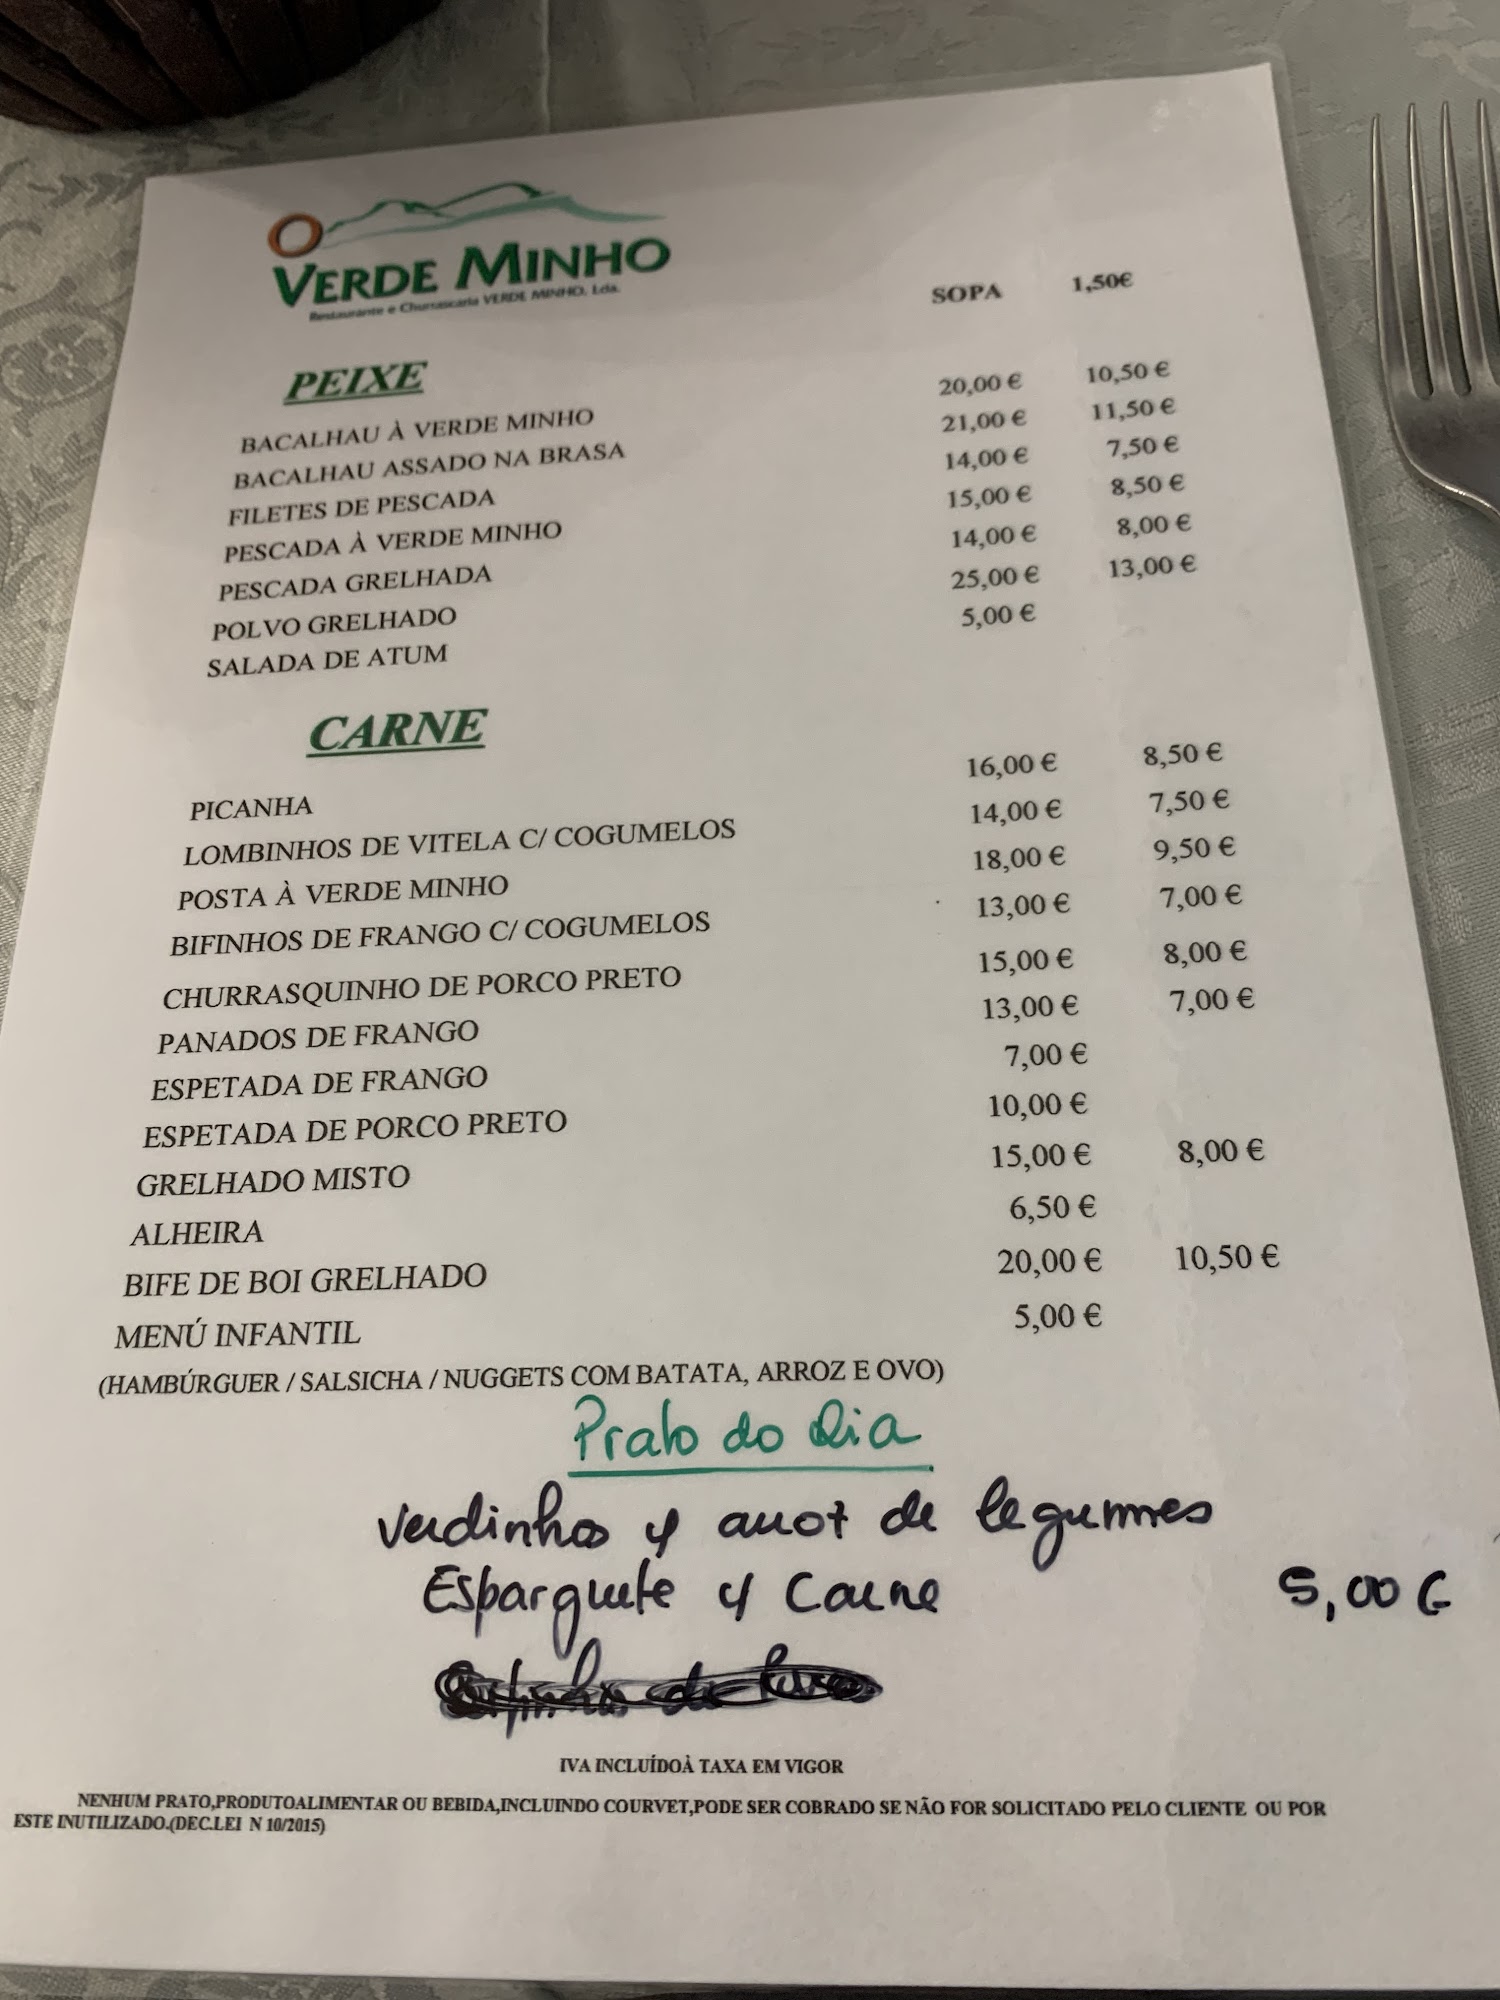 VERDE MINHO
Restaurante e Churrascaria VERDE MINHO, Lda.
SOPA 1,50€
PEIXE
BACALHAU À VERDE MINHO 20,00 € 10,50 €
BACALHAU ASSADO NA BRASA 21,00 € 11,50 €
FILETES DE PESCADA 14,00 € 7,50 €
PESCADA À VERDE MINHO 15,00 € 8,50 €
PESCADA GRELHADA 14,00 € 8,00 €
POLVO GRELHADO 25,00 € 13,00 €
SALADA DE ATUM 5,00 €
CARNE
PICANHA 16,00 € 8,50 €
LOMBINHOS DE VITELA C/ COGUMELOS 14,00 € 7,50 €
POSTA À VERDE MINHO 18,00 € 9,50 €
BIFINHOS DE FRANGO C/ COGUMELOS 13,00 € 7,00 €
CHURRASQUINHO DE PORCO PRETO 15,00 € 8,00 €
PANADOS DE FRANGO 13,00 € 7,00 €
ESPETADA DE FRANGO 7,00 €
ESPETADA DE PORCO PRETO 10,00 €
GRELHADO MISTO 15,00 € 8,00 €
ALHEIRA 6,50 €
BIFE DE BOI GRELHADO 20,00 € 10,50 €
MENÚ INFANTIL 5,00 €
(HAMBÚRGUER / SALSICHA / NUGGETS COM BATATA, ARROZ E OVO)
Prato do Dia
Verdinhos c/ arroz de legumes
Esparguete c/ Carne 5,00 €
IVA INCLUÍDOÀ TAXA EM VIGOR
NENHUM PRATO,PRODUTOALIMENTAR OU BEBIDA,INCLUINDO COURVET,PODE SER COBRADO SE NÃO FOR SOLICITADO PELO CLIENTE OU POR
ESTE INUTILIZADO.(DEC.LEI N 10/2015)